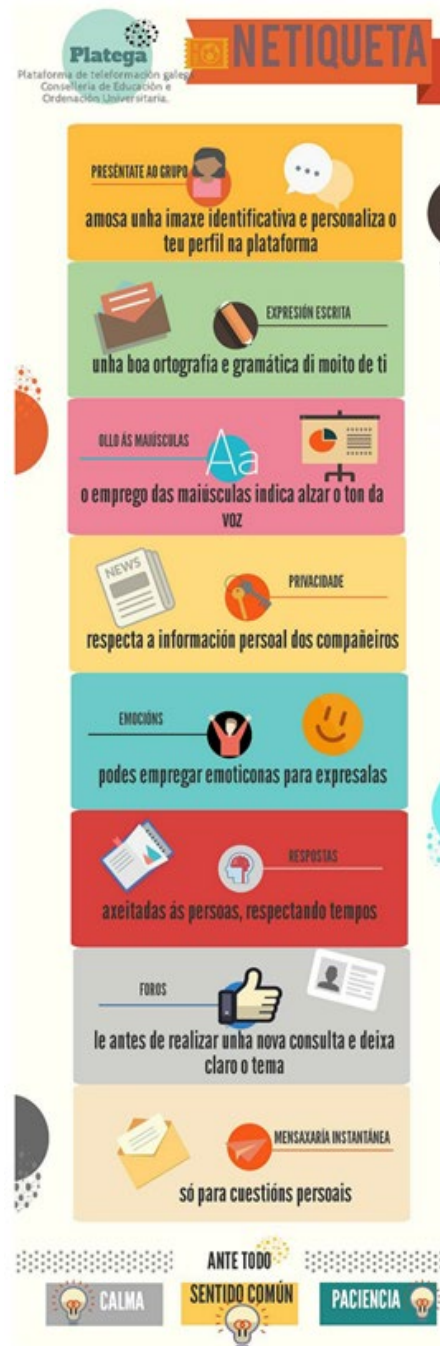 Platega
Plataforma de teleformación galega
Consellería de Educación e
Ordenación Universitaria.
NETIQUETA
PRESÉNTATE AO GRUPO
amosa unha imaxe identificativa e personaliza o
teu perfil na plataforma
EXPRESIÓN ESCRITA
unha boa ortografia e gramática di moito de ti
OLLO ÁS MAIÚSCULAS
Aa
o emprego das maiúsculas indica alzar o ton da
voz
NEWS
PRIVACIDADE
respecta a información persoal dos compañeiros
EMOCIÓNS
podes empregar emoticonas para expresalas
RESPOSTAS
axeitadas ás persoas, respectando tempos
FOROS
le antes de realizar unha nova consulta e deixa
claro o tema
MENSAXARÍA INSTANTÁNEA
só para cuestións persoais
ANTE TODO
CALMA
SENTIDO COMÚN
PACIENCIA